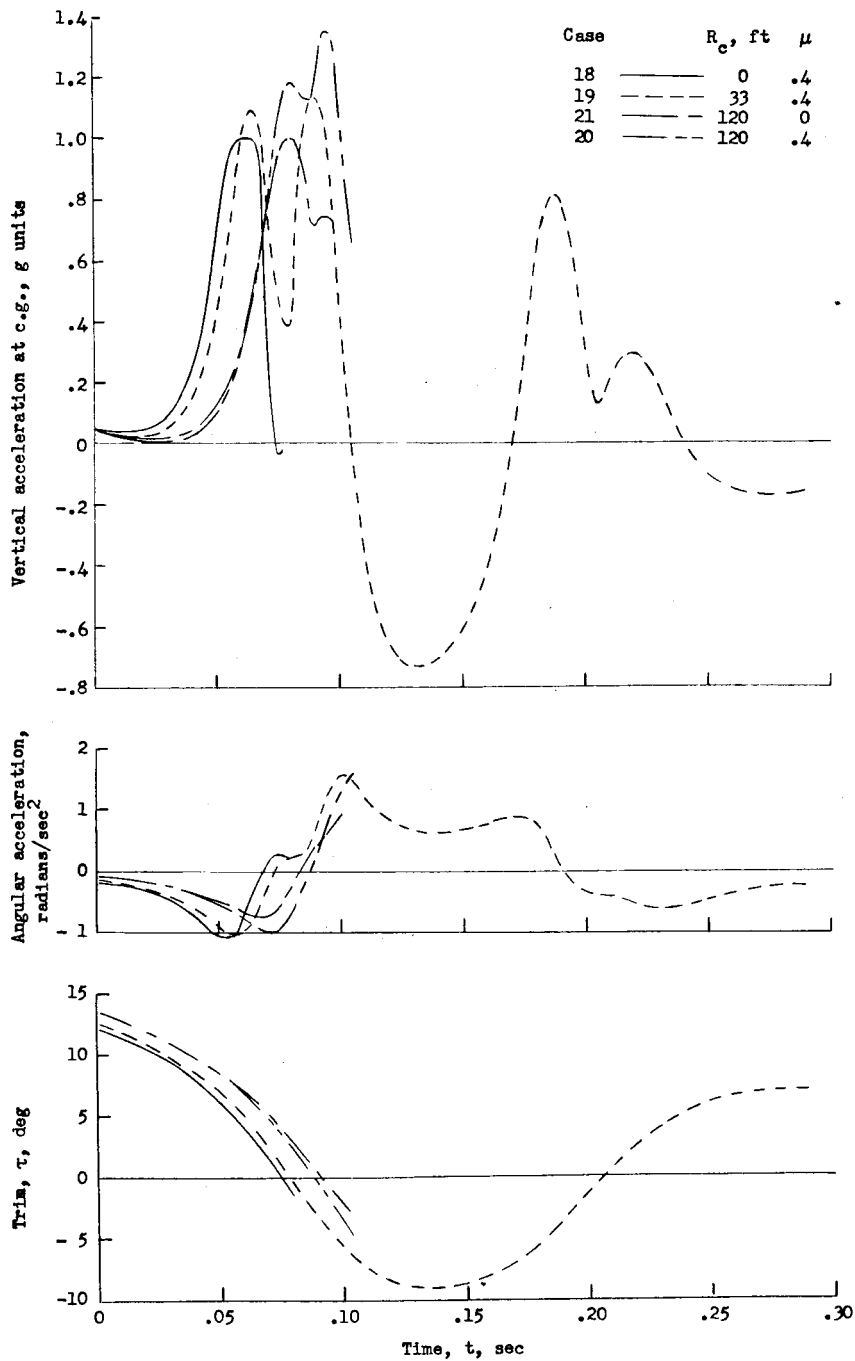 Case R_c, ft μ
18 0 .4
19 33 .4
21 120 0
20 120 .4
Vertical acceleration at c.g., g units
1.4
1.2
1.0
.8
.6
.4
.2
0
-.2
-.4
-.6
-.8
Angular acceleration,
radians/sec²
2
1
0
- 1
Trim, τ, deg
15
10
5
0
- 5
-10
0 .05 .10 .15 .20 .25 .30
Time, t, sec